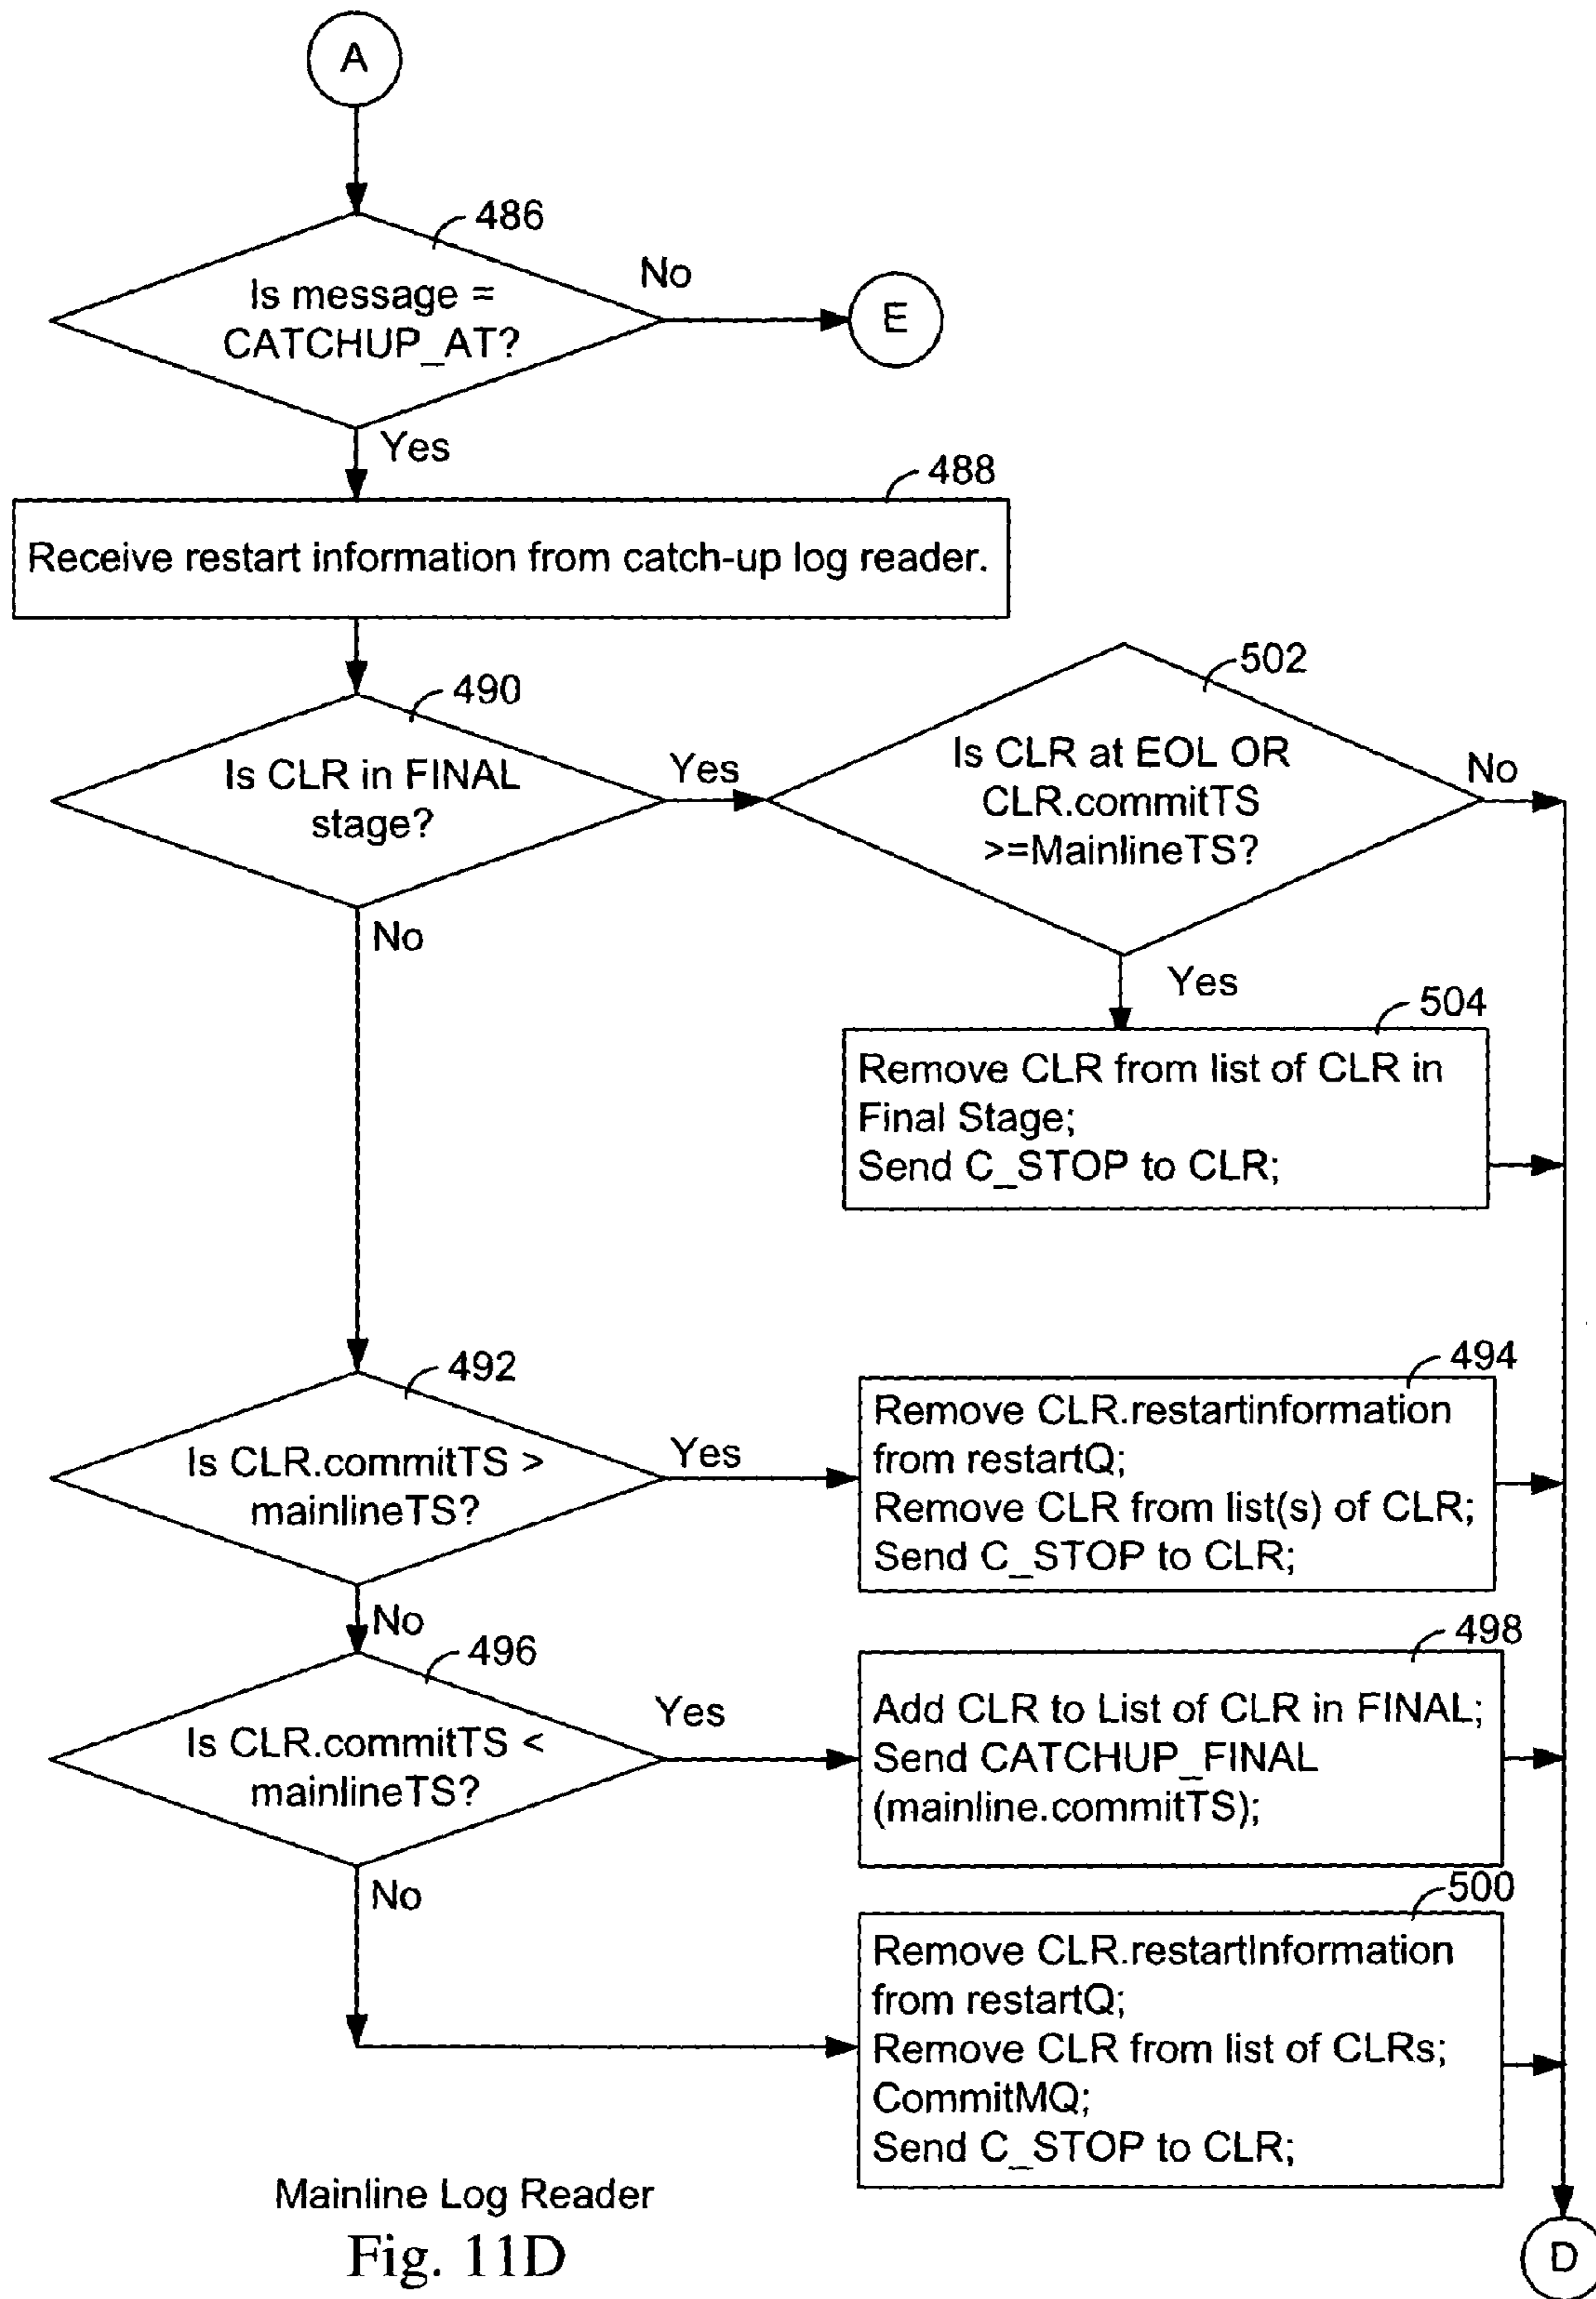 A
486
Is message =
CATCHUP_AT?
No
E
Yes
488
Receive restart information from catch-up log reader.
490
Is CLR in FINAL
stage?
Yes
502
Is CLR at EOL OR
CLR.commitTS
>=MainlineTS?
No
No
Yes
504
Remove CLR from list of CLR in
Final Stage;
Send C_STOP to CLR;
492
Is CLR.commitTS >
mainlineTS?
Yes
494
Remove CLR.restartinformation
from restartQ;
Remove CLR from list(s) of CLR;
Send C_STOP to CLR;
No
496
Is CLR.commitTS <
mainlineTS?
Yes
498
Add CLR to List of CLR in FINAL;
Send CATCHUP_FINAL
(mainline.commitTS);
No
500
Remove CLR.restartInformation
from restartQ;
Remove CLR from list of CLRs;
CommitMQ;
Send C_STOP to CLR;
Mainline Log Reader
Fig. 11D
D